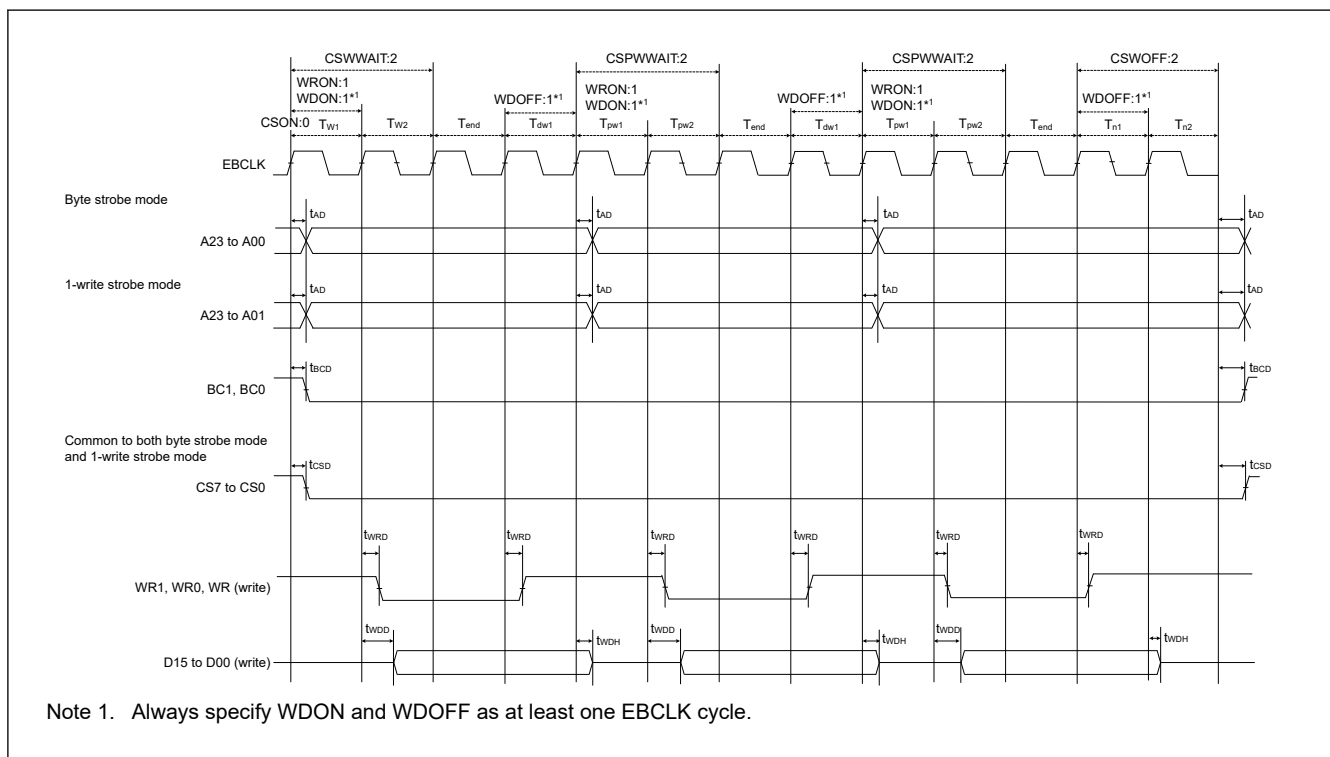 CSWWAIT:2 CSPWWAIT:2 CSPWWAIT:2 CSWOFF:2
WRON:1 WRON:1 WRON:1
WDON:1*1 WDOFF:1*1 WDON:1*1 WDOFF:1*1 WDON:1*1 WDOFF:1*1
CSON:0 TW1 TW2 Tend Tdw1 Tpw1 Tpw2 Tend Tdw1 Tpw1 Tpw2 Tend Tn1 Tn2
EBCLK
Byte strobe mode
tAD tAD tAD tAD
A23 to A00
1-write strobe mode
tAD tAD tAD tAD
A23 to A01
tBCD tBCD
BC1, BC0
Common to both byte strobe mode
and 1-write strobe mode
tCSD tCSD
CS7 to CS0
tWRD tWRD tWRD tWRD tWRD tWRD
WR1, WR0, WR (write)
tWDD tWDH tWDD tWDH tWDD tWDH
D15 to D00 (write)
Note 1. Always specify WDON and WDOFF as at least one EBCLK cycle.